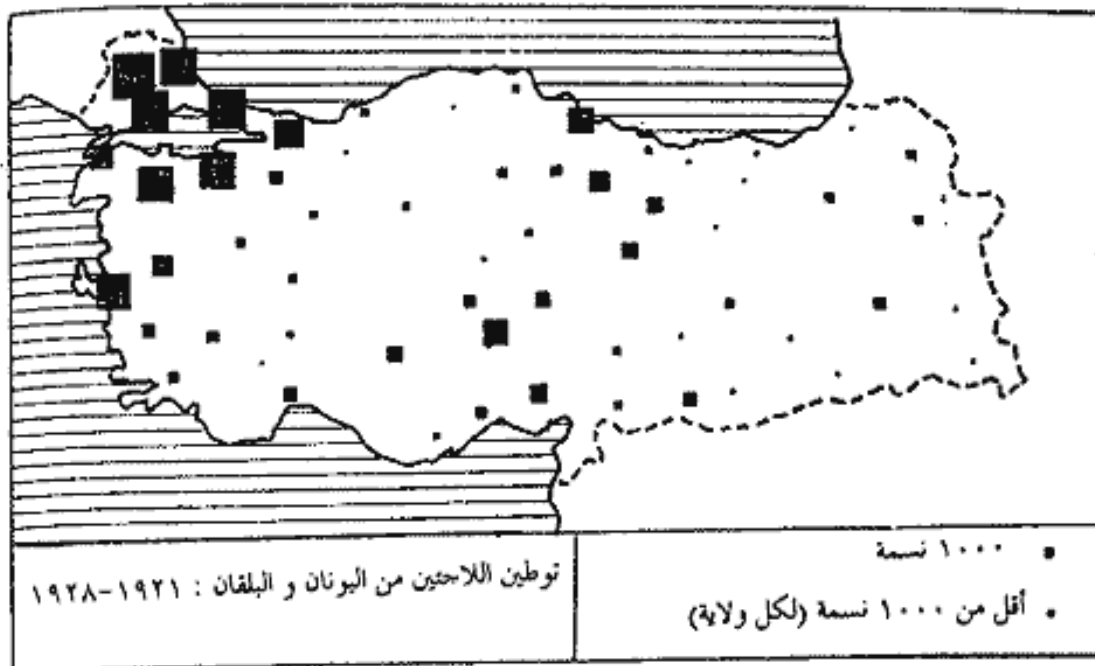 توطين اللاجئين من اليونان و البلقان : ١٩٢١-١٩٢٨
١٠٠٠ نسمة
أقل من ١٠٠٠ نسمة (لكل ولاية)